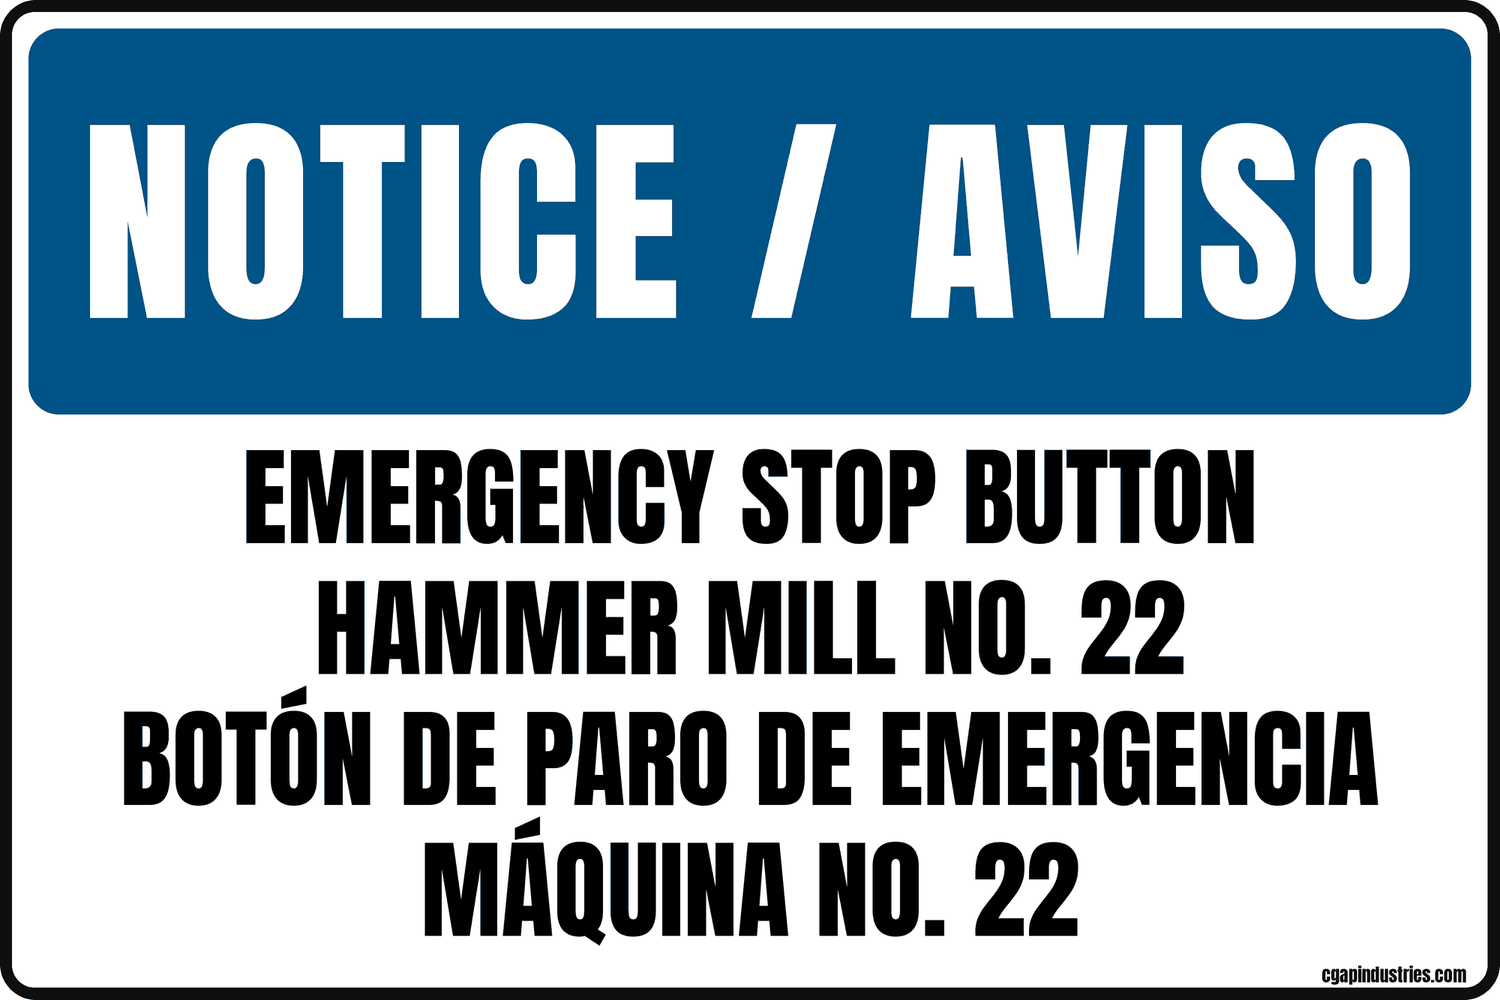 NOTICE / AVISO
EMERGENCY STOP BUTTON
HAMMER MILL NO. 22
BOTÓN DE PARO DE EMERGENCIA
MÁQUINA NO. 22
cgapindustries.com